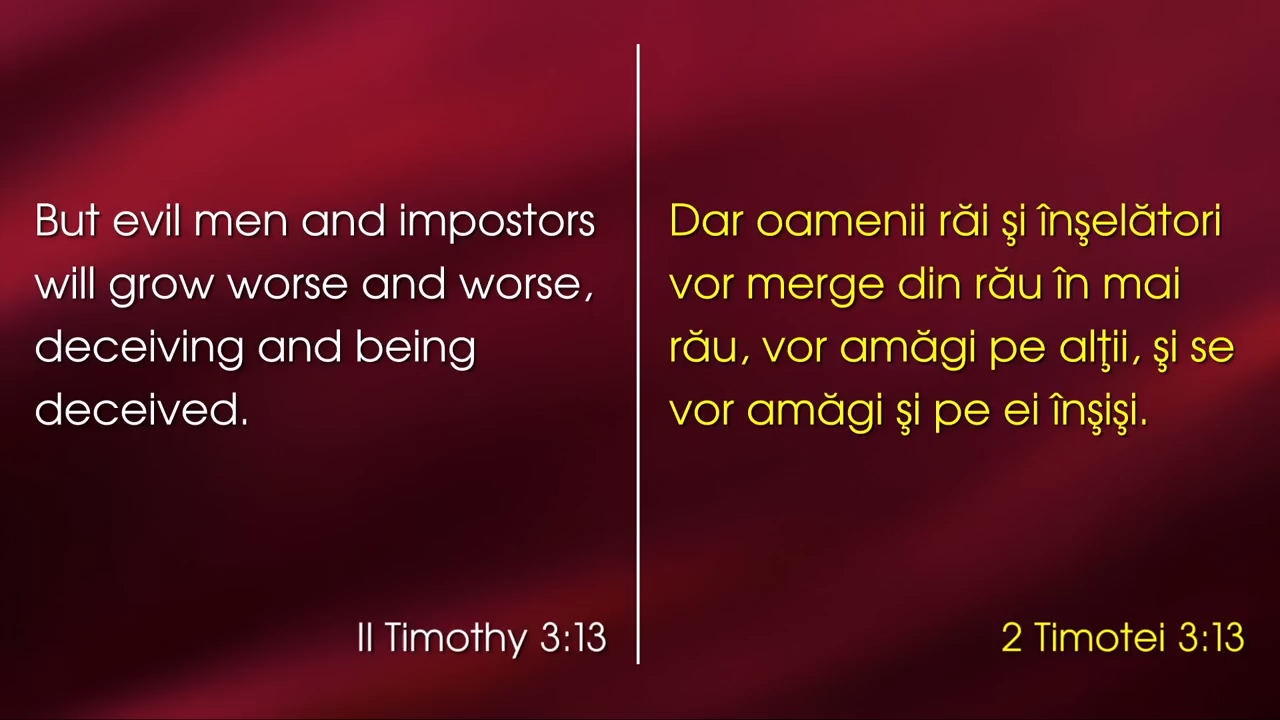 But evil men and impostors
will grow worse and worse,
deceiving and being
deceived.
II Timothy 3:13
Dar oamenii răi şi înşelători
vor merge din rău în mai
rău, vor amăgi pe alţii, şi se
vor amăgi şi pe ei înşişi.
2 Timotei 3:13